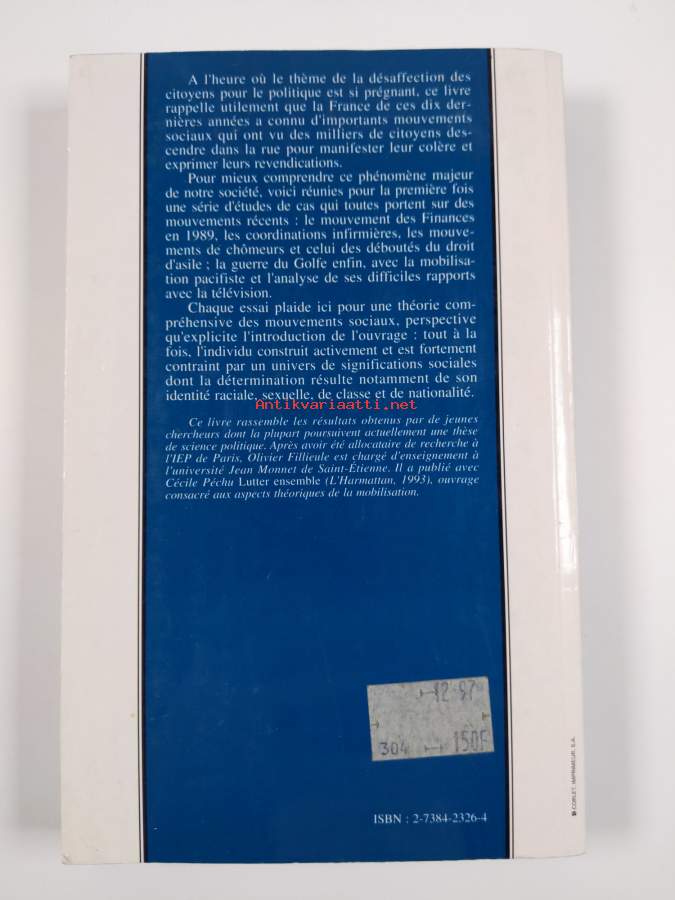 A l'heure où le thème de la désaffection des
citoyens pour le politique est si prégnant, ce livre
rappelle utilement que la France de ces dix der-
nières années a connu d'importants mouvements
sociaux qui ont vu des milliers de citoyens des-
cendre dans la rue pour manifester leur colère et
exprimer leurs revendications.
Pour mieux comprendre ce phénomène majeur
de notre société, voici réunies pour la première fois
une série d'études de cas qui toutes portent sur des
mouvements récents : le mouvement des Finances
en 1989, les coordinations infirmières, les mouve-
ments de chômeurs et celui des déboutés du droit
d'asile ; la guerre du Golfe enfin, avec la mobilisa-
tion pacifiste et l'analyse de ses difficiles rapports
avec la télévision.
Chaque essai plaide ici pour une théorie com-
préhensive des mouvements sociaux, perspective
qu'explicite l'introduction de l'ouvrage : tout à la
fois, l'individu construit activement et est fortement
contraint par un univers de significations sociales
dont la détermination résulte notamment de son
identité raciale, sexuelle, de classe et de nationalité.
Antikvariaatti.net
Ce livre rassemble les résultats obtenus par de jeunes
chercheurs dont la plupart poursuivent actuellement une thèse
de science politique. Après avoir été allocataire de recherche à
l'IEP de Paris, Olivier Fillieule est chargé d'enseignement à
l'université Jean Monnet de Saint-Étienne. Il a publié avec
Cécile Péchu Lutter ensemble (L'Harmattan, 1993), ouvrage
consacré aux aspects théoriques de la mobilisation.
12 97
304 150F
ISBN : 2-7384-2326-4
CORLET, IMPRIMEUR, S.A.